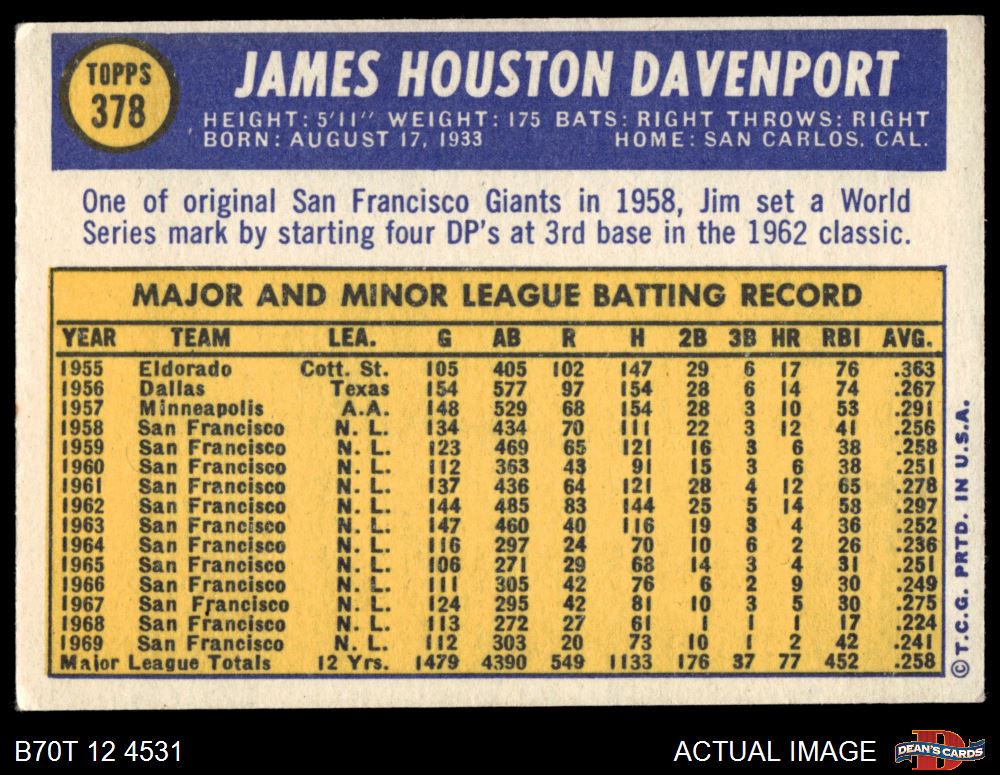 TOPPS
378
JAMES HOUSTON DAVENPORT
HEIGHT: 5'11" WEIGHT: 175 BATS: RIGHT THROWS: RIGHT
BORN: AUGUST 17, 1933 HOME: SAN CARLOS, CAL.
One of original San Francisco Giants in 1958, Jim set a World
Series mark by starting four DP's at 3rd base in the 1962 classic.
MAJOR AND MINOR LEAGUE BATTING RECORD
YEAR TEAM LEA. G AB R H 2B 3B HR RBI AVG.
1955 Eldorado Cott. St. 105 405 102 147 29 6 17 76 .363
1956 Dallas Texas 154 577 97 154 28 6 14 74 .267
1957 Minneapolis A.A. 148 529 68 154 28 3 10 53 .291
1958 San Francisco N. L. 134 434 70 111 22 3 12 41 .256
1959 San Francisco N. L. 123 469 65 121 16 3 6 38 .258
1960 San Francisco N. L. 112 363 43 91 15 3 6 38 .251
1961 San Francisco N. L. 137 436 64 121 28 4 12 65 .278
1962 San Francisco N. L. 144 485 83 144 25 5 14 58 .297
1963 San Francisco N. L. 147 460 40 116 19 3 4 36 .252
1964 San Francisco N. L. 116 297 24 70 10 6 2 26 .236
1965 San Francisco N. L. 106 271 29 68 14 3 4 31 .251
1966 San Francisco N. L. 111 305 42 76 6 2 9 30 .249
1967 San Francisco N. L. 124 295 42 81 10 3 5 30 .275
1968 San Francisco N. L. 113 272 27 61 1 1 1 17 .224
1969 San Francisco N. L. 112 303 20 73 10 1 2 42 .241
Major League Totals 12 Yrs. 1479 4390 549 1133 176 37 77 452 .258
© T.C.G. PRTD. IN U.S.A.
B70T 12 4531
ACTUAL IMAGE
DEAN'S CARDS